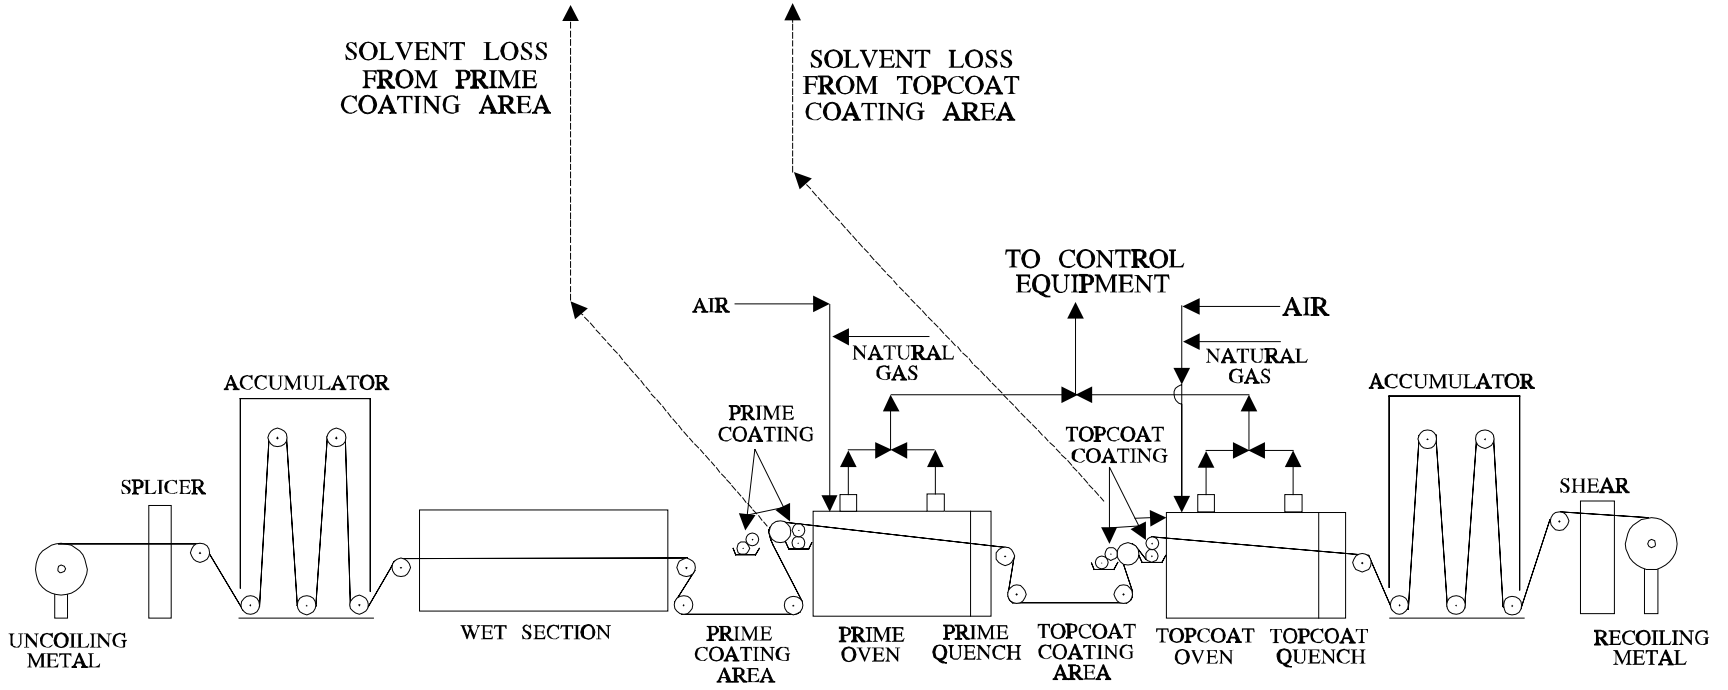 SOLVENT LOSS
FROM PRIME
COATING AREA
SOLVENT LOSS
FROM TOPCOAT
COATING AREA
TO CONTROL
EQUIPMENT
AIR
NATURAL
GAS
AIR
NATURAL
GAS
ACCUMULATOR
PRIME
COATING
TOPCOAT
COATING
ACCUMULATOR
SPLICER
SHEAR
UNCOILING
METAL
WET SECTION
PRIME
COATING
AREA
PRIME
OVEN
PRIME
QUENCH
TOPCOAT
COATING
AREA
TOPCOAT
OVEN
TOPCOAT
QUENCH
RECOILING
METAL